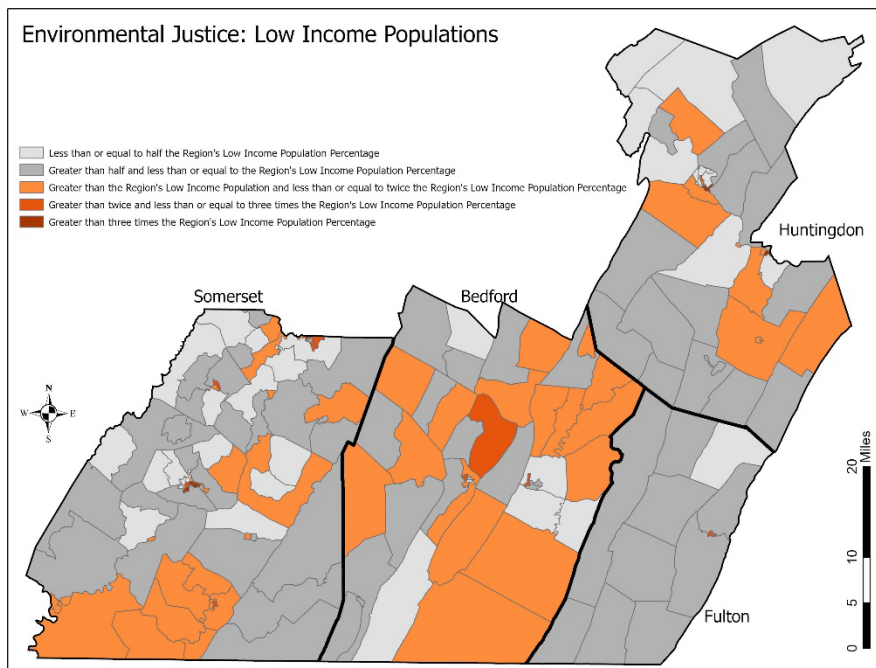 Environmental Justice: Low Income Populations
Less than or equal to half the Region's Low Income Population Percentage
Greater than half and less than or equal to the Region's Low Income Population Percentage
Greater than the Region's Low Income Population and less than or equal to twice the Region's Low Income Population Percentage
Greater than twice and less than or equal to three times the Region's Low Income Population Percentage
Greater than three times the Region's Low Income Population Percentage
Huntingdon
Somerset
Bedford
N
W
E
S
20
Miles
10
5
0
Fulton